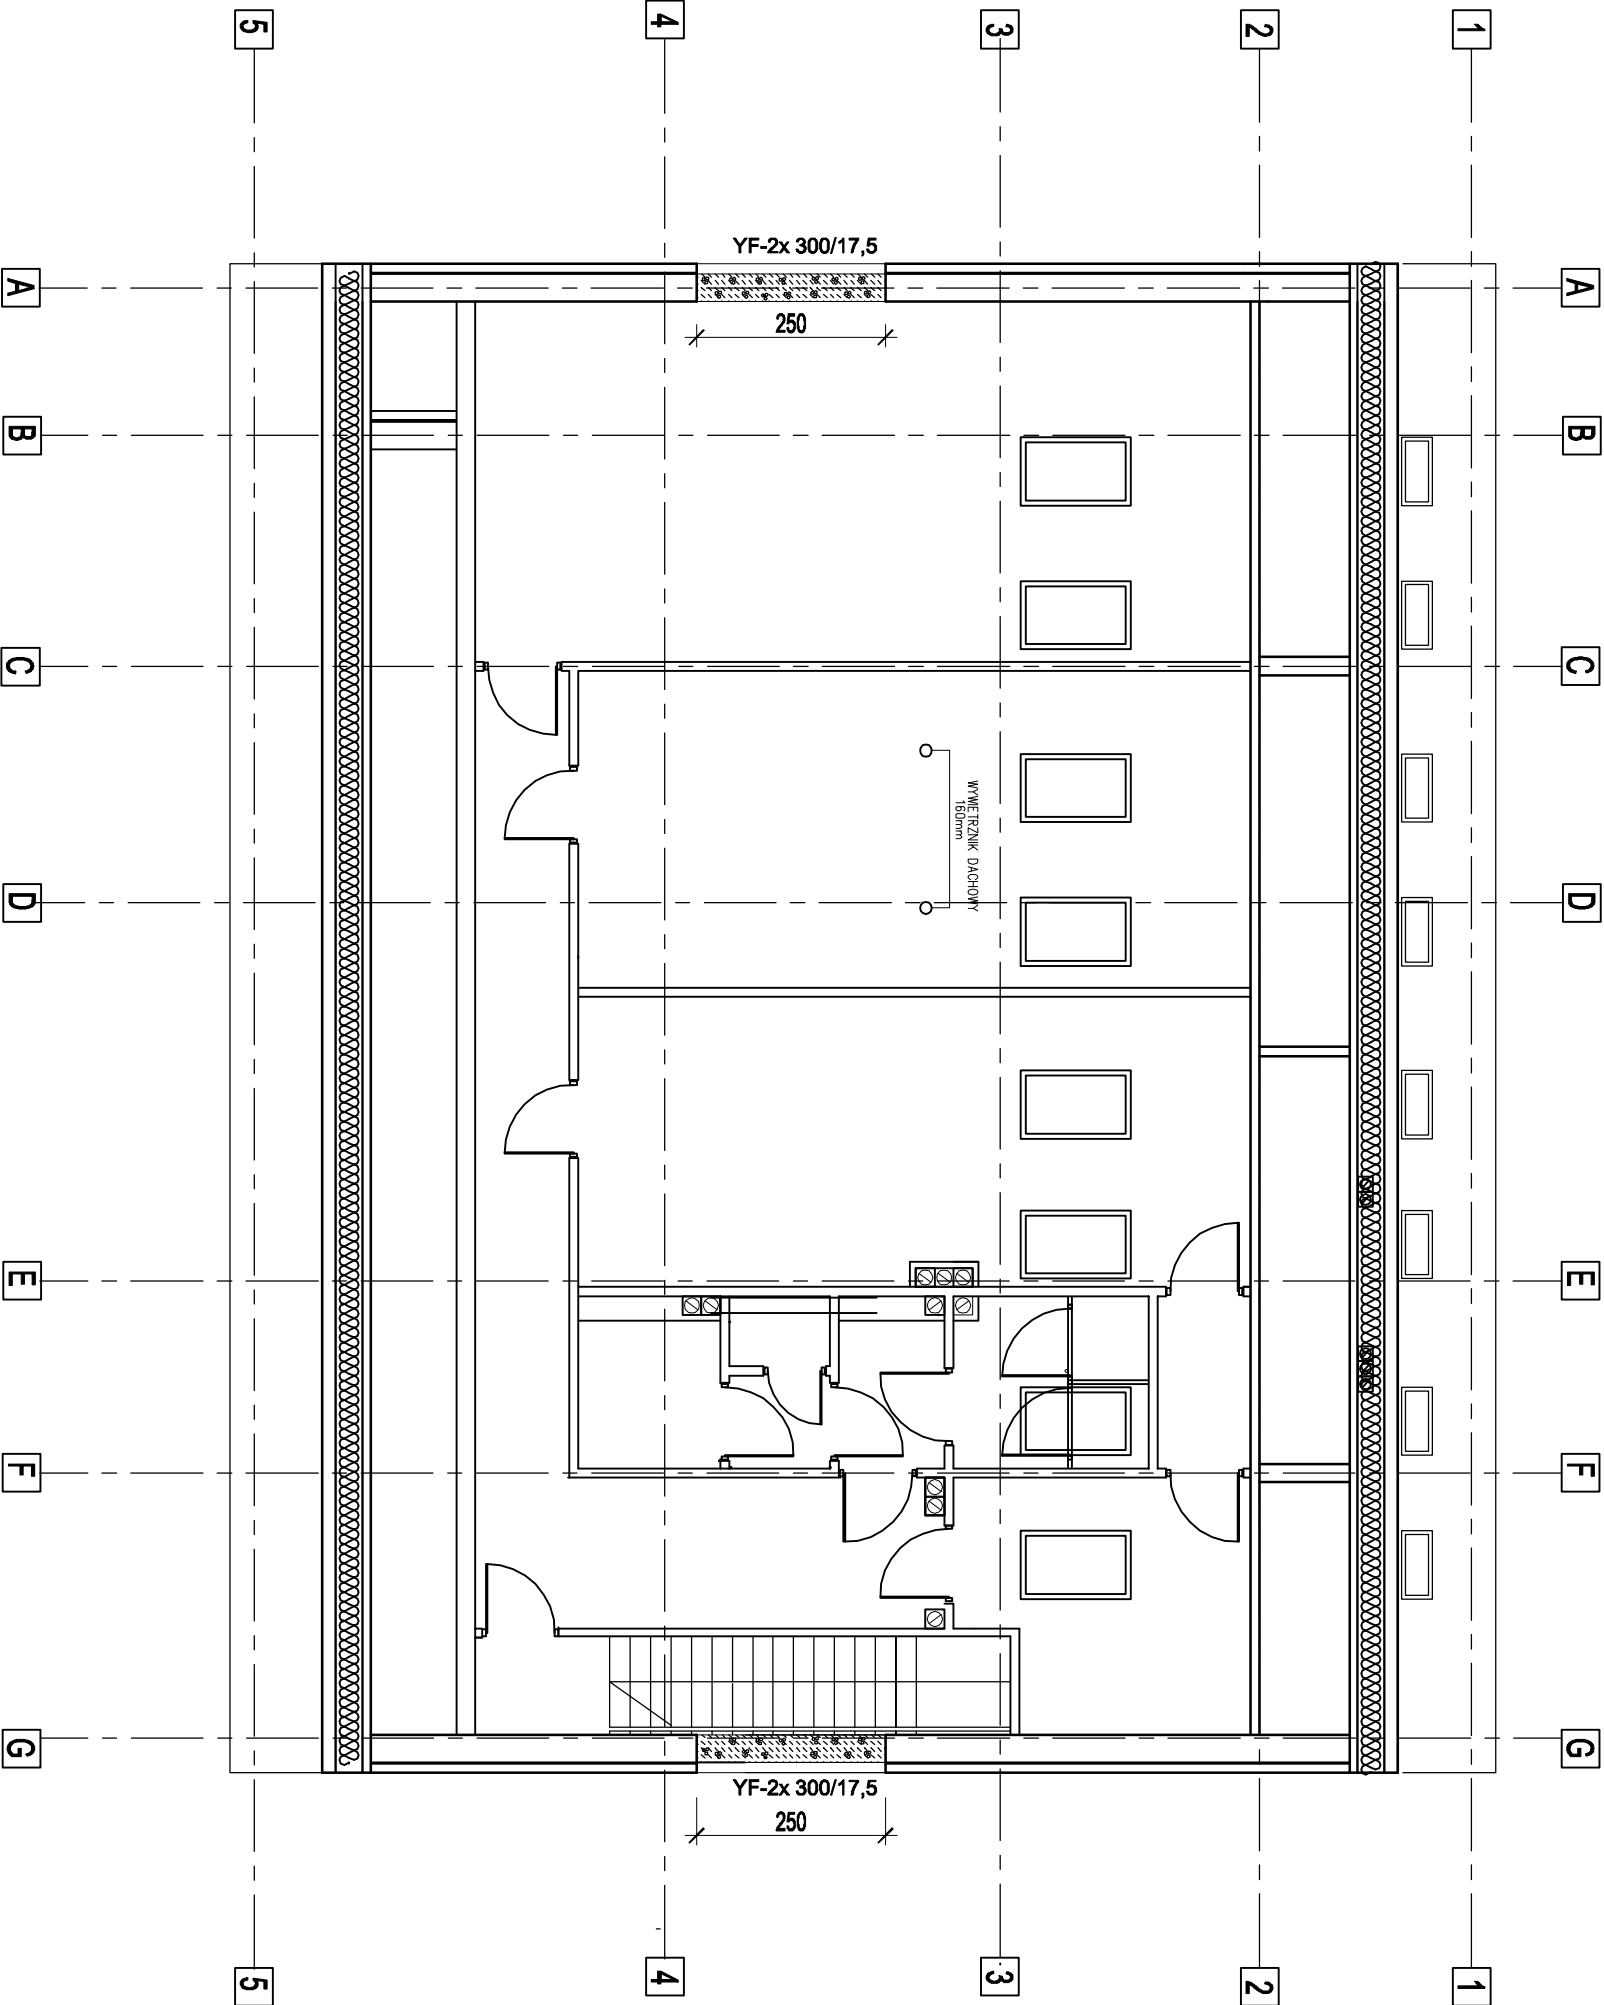 5 4 3 2 1
YF-2x 300/17,5
A A
250
B B
C C
WYWIETRZNIK DACHOWY
160mm
D D
E E
F F
G G
YF-2x 300/17,5
250
5 4 3 2 1